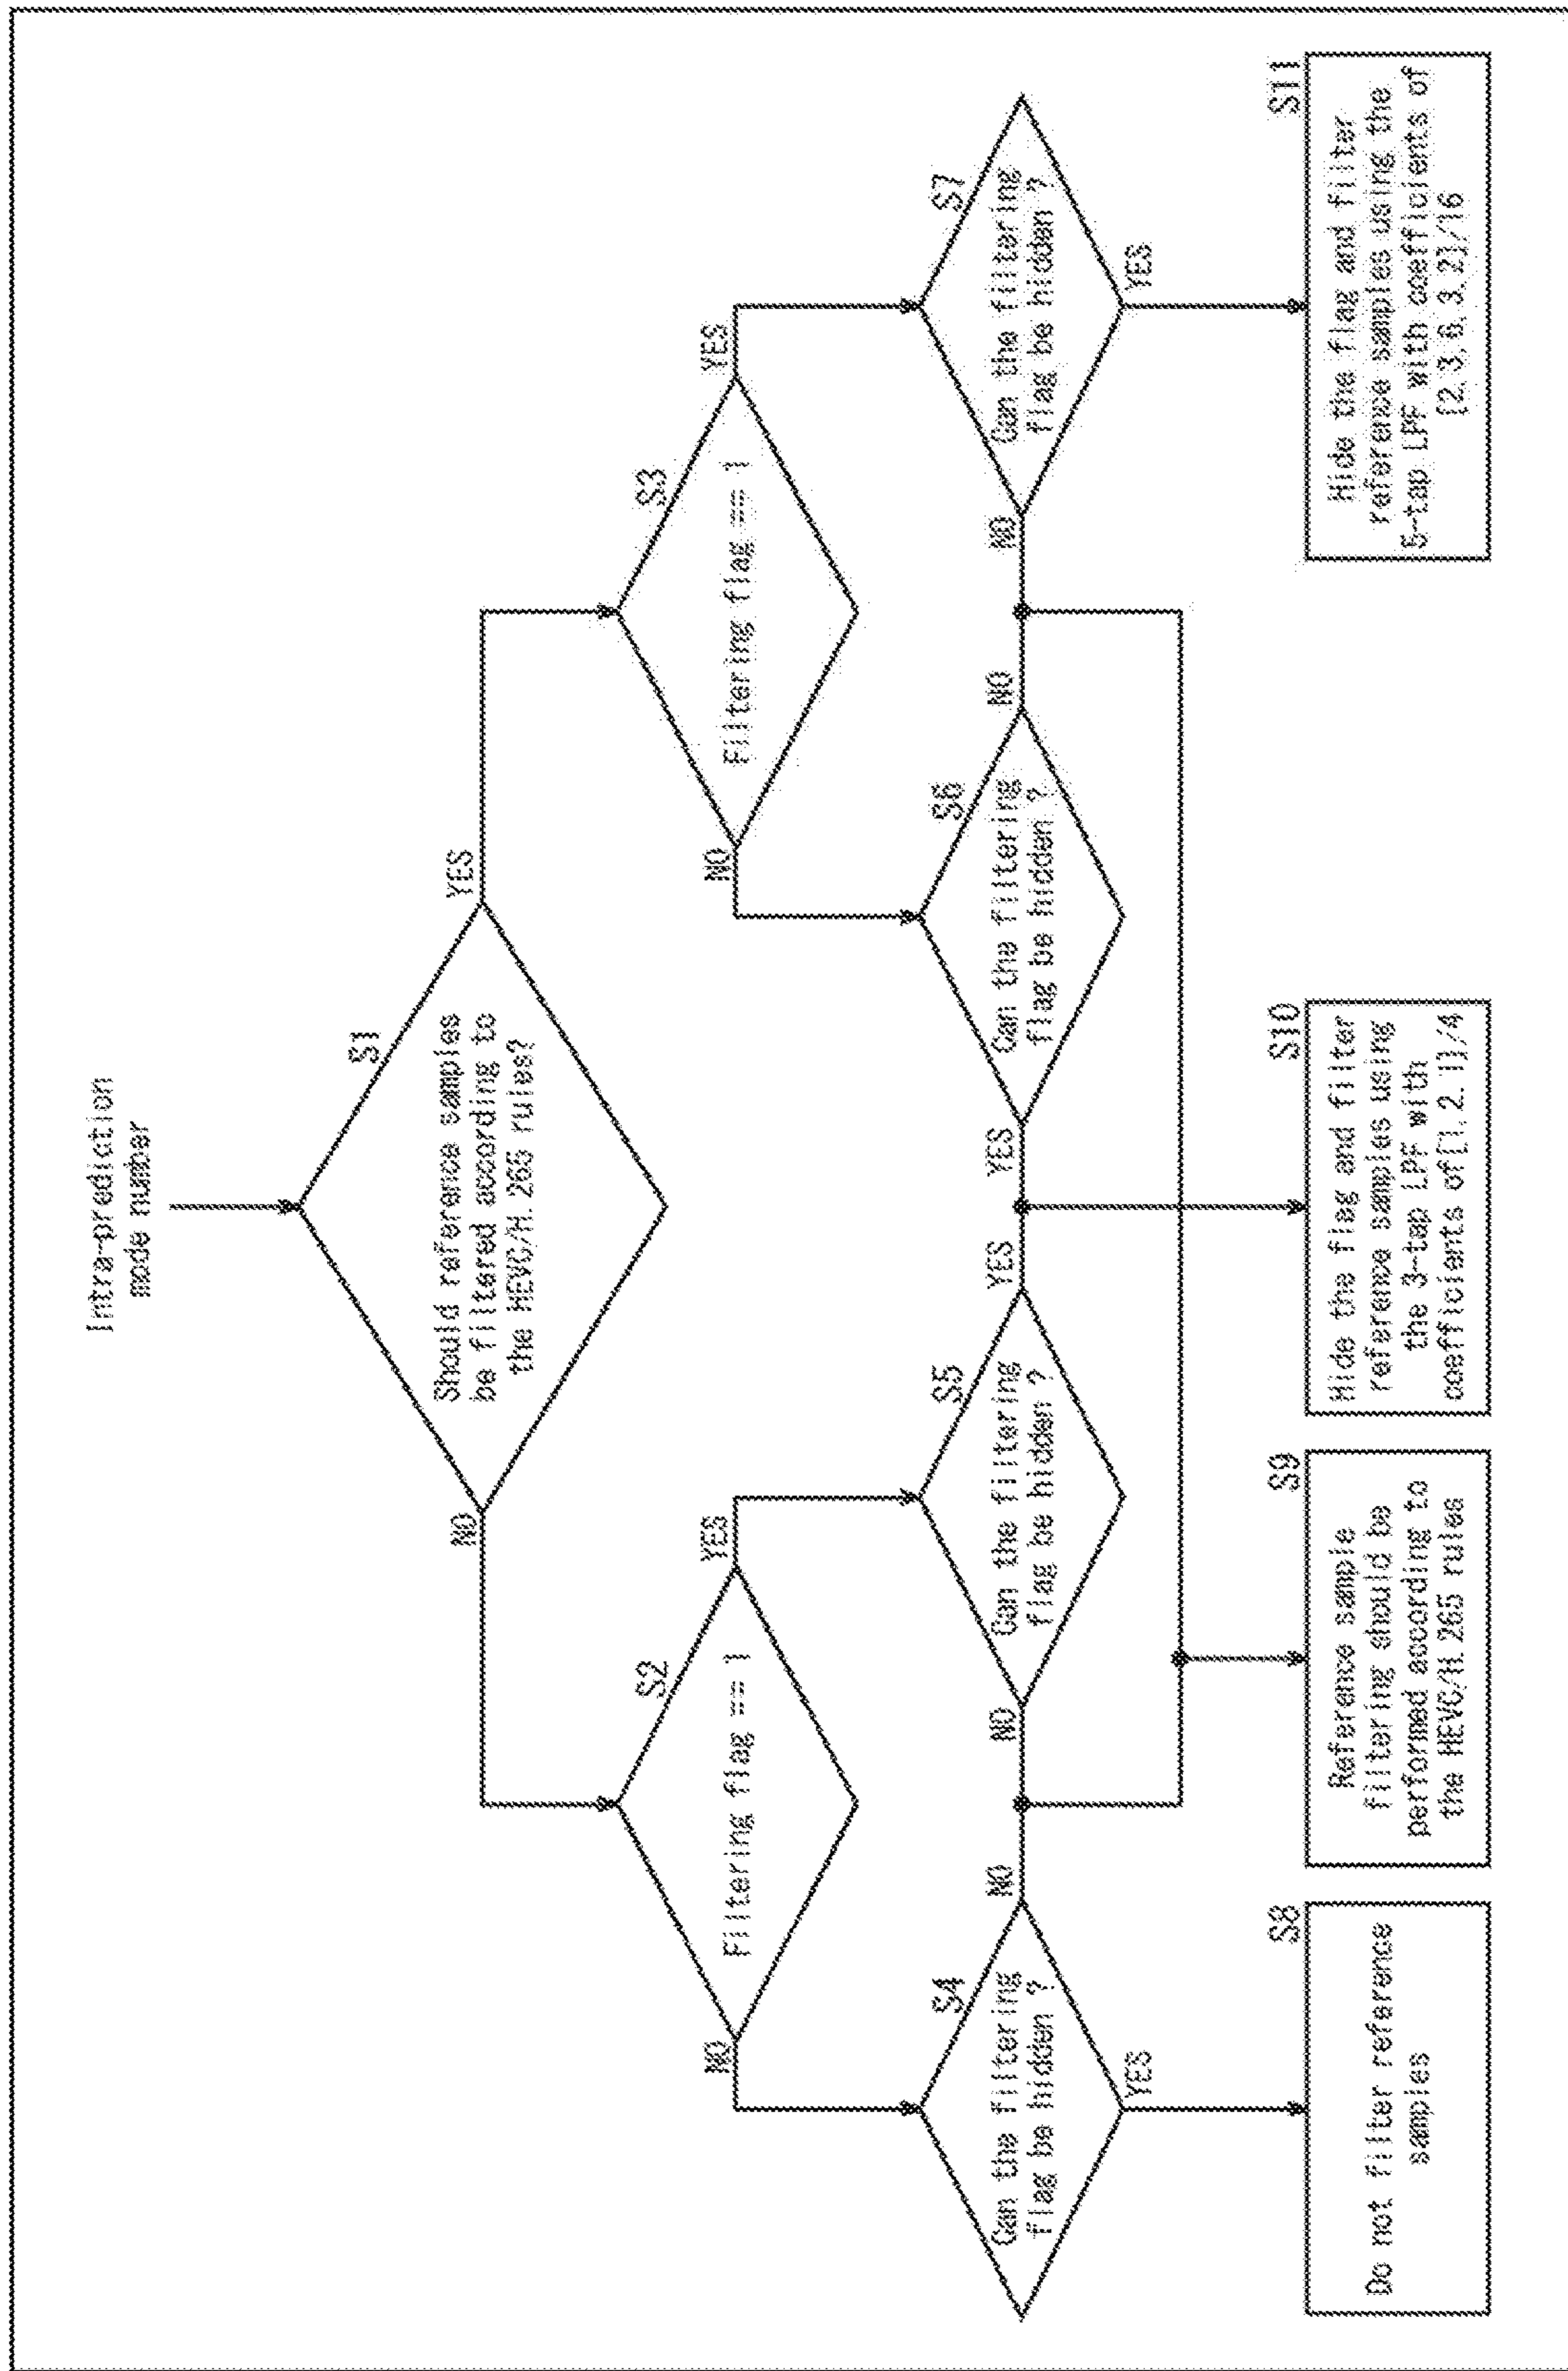 Intra-prediction
mode number
S1
Should reference samples
be filtered according to
the HEVC/H.265 rules?
NO
YES
S2
Filtering flag == 1
NO
YES
S3
Filtering flag == 1
NO
YES
S4
Can the filtering
flag be hidden ?
NO
YES
S5
Can the filtering
flag be hidden ?
NO
YES
S6
Can the filtering
flag be hidden ?
YES
NO
S7
Can the filtering
flag be hidden ?
NO
YES
S8
Do not filter reference
samples
S9
Reference sample
filtering should be
performed according to
the HEVC/H.265 rules
S10
Hide the flag and filter
reference samples using
the 3-tap LPF with
coefficients of[1,2,1]/4
S11
Hide the flag and filter
reference samples using the
5-tap LPF with coefficients of
[2,3,6,3,2]/16